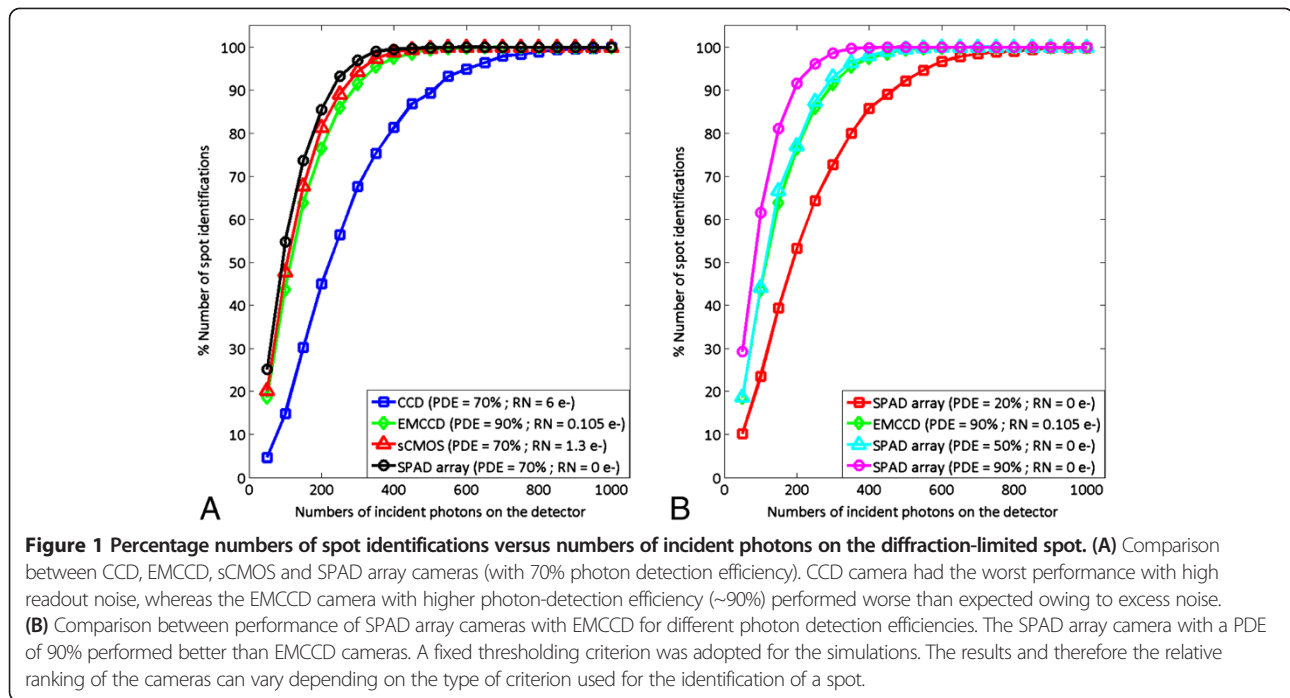 100
90
80
70
60
50
40
30
20
10
0
% Number of spot identifications
0
200
400
600
800
1000
Numbers of incident photons on the detector
CCD (PDE = 70% ; RN = 6 e-)
EMCCD (PDE = 90% ; RN = 0.105 e-)
sCMOS (PDE = 70% ; RN = 1.3 e-)
SPAD array (PDE = 70% ; RN = 0 e-)
A
100
90
80
70
60
50
40
30
20
10
0
% Number of spot identifications
0
200
400
600
800
1000
Numbers of incident photons on the detector
SPAD array (PDE = 20% ; RN = 0 e-)
EMCCD (PDE = 90% ; RN = 0.105 e-)
SPAD array (PDE = 50% ; RN = 0 e-)
SPAD array (PDE = 90% ; RN = 0 e-)
B
Figure 1 Percentage numbers of spot identifications versus numbers of incident photons on the diffraction-limited spot. (A) Comparison
between CCD, EMCCD, sCMOS and SPAD array cameras (with 70% photon detection efficiency). CCD camera had the worst performance with high
readout noise, whereas the EMCCD camera with higher photon-detection efficiency (~90%) performed worse than expected owing to excess noise.
(B) Comparison between performance of SPAD array cameras with EMCCD for different photon detection efficiencies. The SPAD array camera with a PDE
of 90% performed better than EMCCD cameras. A fixed thresholding criterion was adopted for the simulations. The results and therefore the relative
ranking of the cameras can vary depending on the type of criterion used for the identification of a spot.